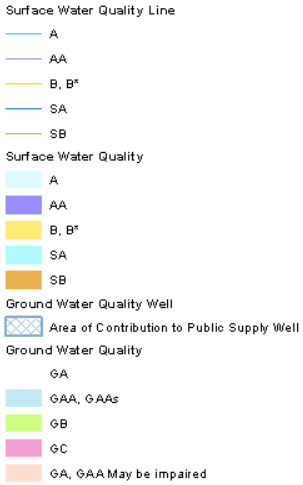 Surface Water Quality Line
A
AA
B, B*
SA
SB
Surface Water Quality
A
AA
B, B*
SA
SB
Ground Water Quality Well
Area of Contribution to Public Supply Well
Ground Water Quality
GA
GAA, GAAs
GB
GC
GA, GAA May be impaired